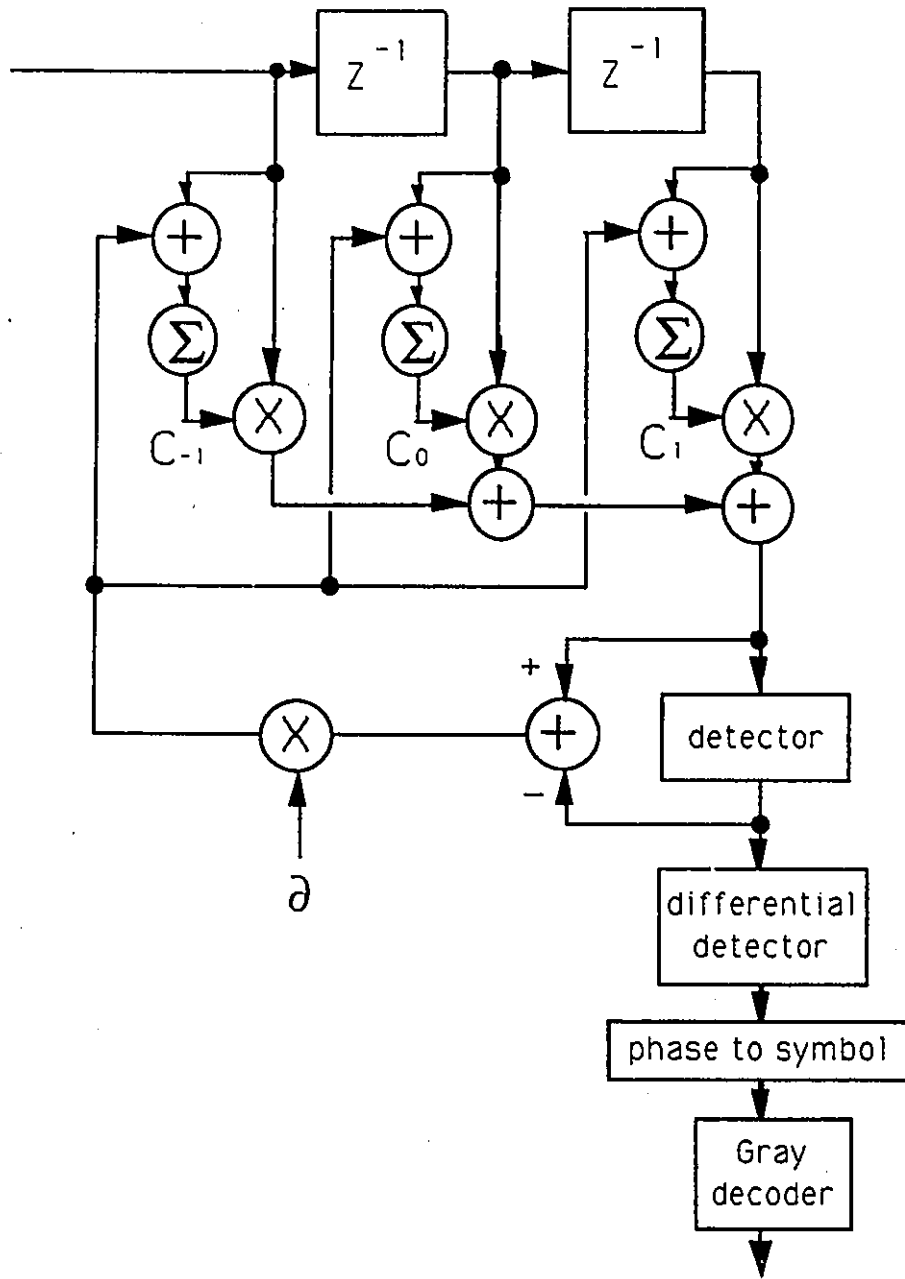 Z⁻¹ Z⁻¹
+ + +
Σ Σ Σ
X X X
C₋₁ C₀ C₁
+ +
+
X + detector
-
∂
differential
detector
phase to symbol
Gray
decoder